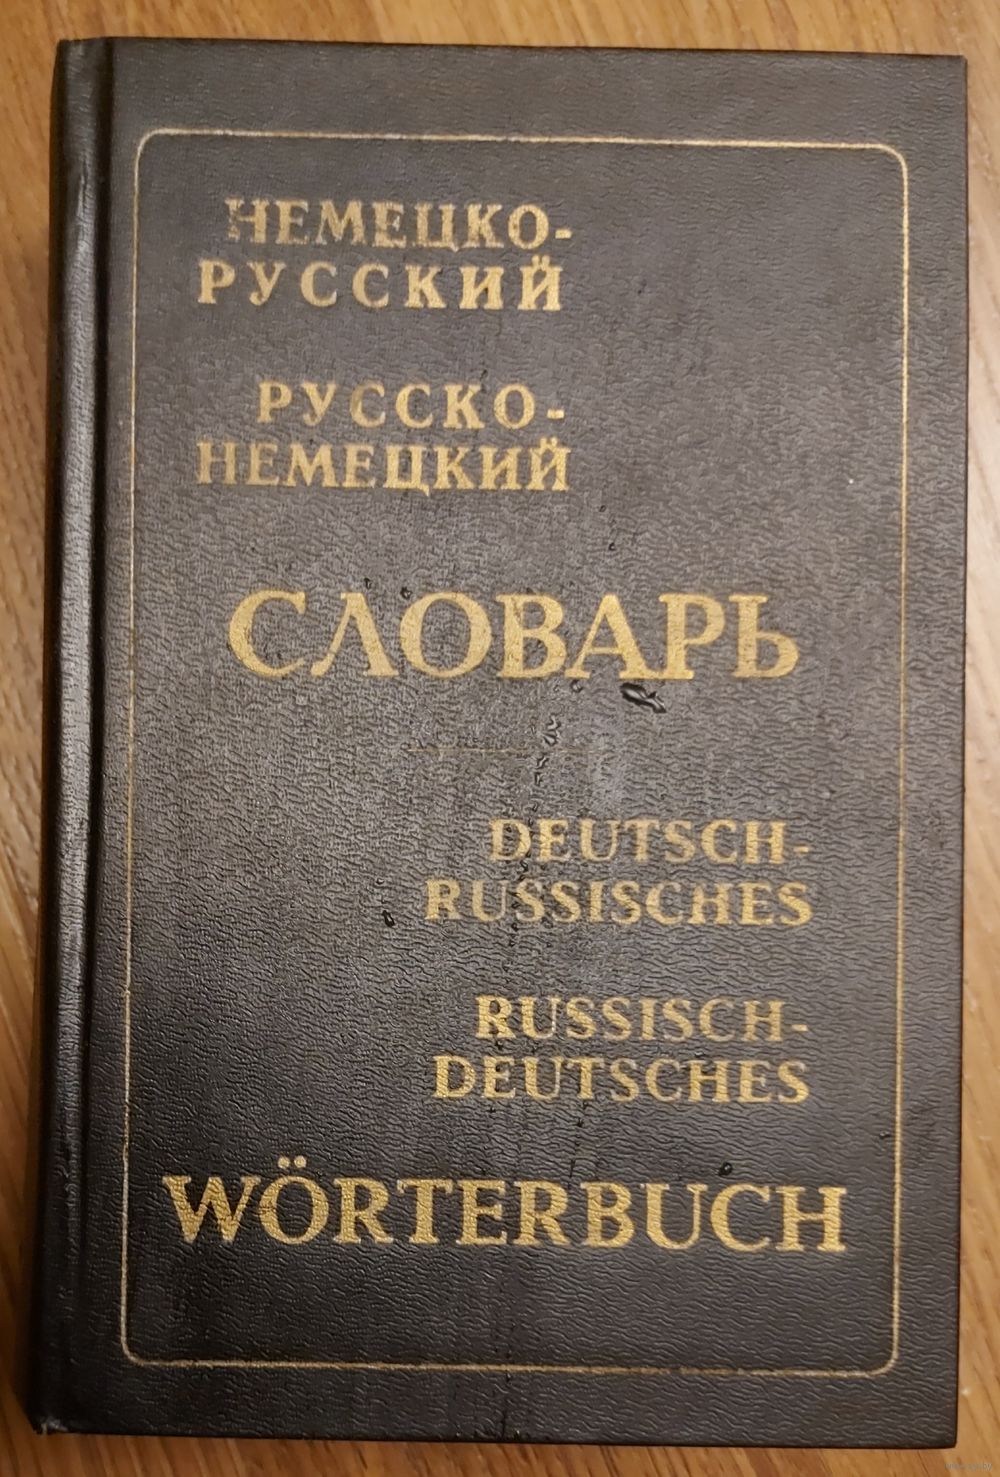 НЕМЕЦКО-
РУССКИЙ
РУССКО-
НЕМЕЦКИЙ
СЛОВАРЬ
DEUTSCH-
RUSSISCHES
RUSSISCH-
DEUTSCHES
WÖRTERBUCH